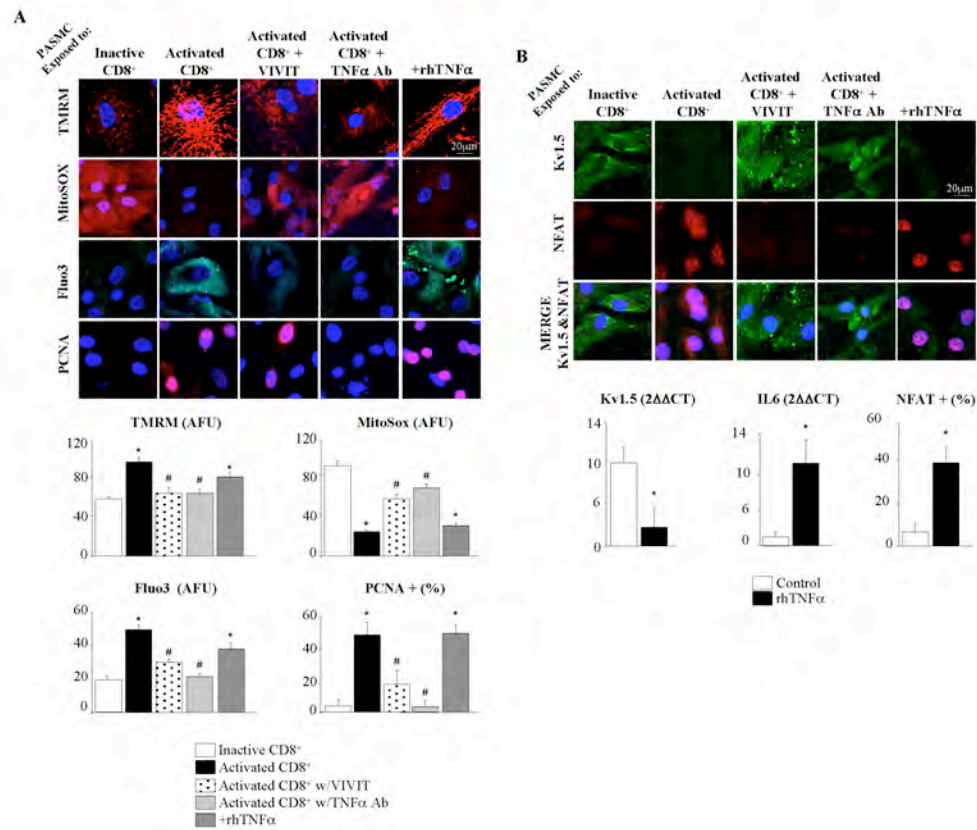 A
PASMC
Exposed to:
Inactive
CD8⁺
Activated
CD8⁺
Activated
CD8⁺ +
VIVIT
Activated
CD8⁺ +
TNFα Ab
+rhTNFα
TMRM
20μm
MitoSOX
Fluo3
PCNA
TMRM (AFU)
120
80
40
0
*
#
#
*
MitoSox (AFU)
120
80
40
0
*
#
#
*
Fluo3 (AFU)
60
40
20
0
*
#
#
*
PCNA + (%)
60
40
20
0
*
#
#
*
Inactive CD8⁺
Activated CD8⁺
Activated CD8⁺ w/VIVIT
Activated CD8⁺ w/TNFα Ab
+rhTNFα
B
PASMC
Exposed to:
Inactive
CD8⁺
Activated
CD8⁺
Activated
CD8⁺ +
VIVIT
Activated
CD8⁺ +
TNFα Ab
+rhTNFα
Kv1.5
20μm
NFAT
MERGE
Kv1.5 &NFAT
Kv1.5 (2ΔΔCT)
14
10
6
0
*
IL6 (2ΔΔCT)
14
6
0
*
NFAT + (%)
60
40
20
0
*
Control
rhTNFα